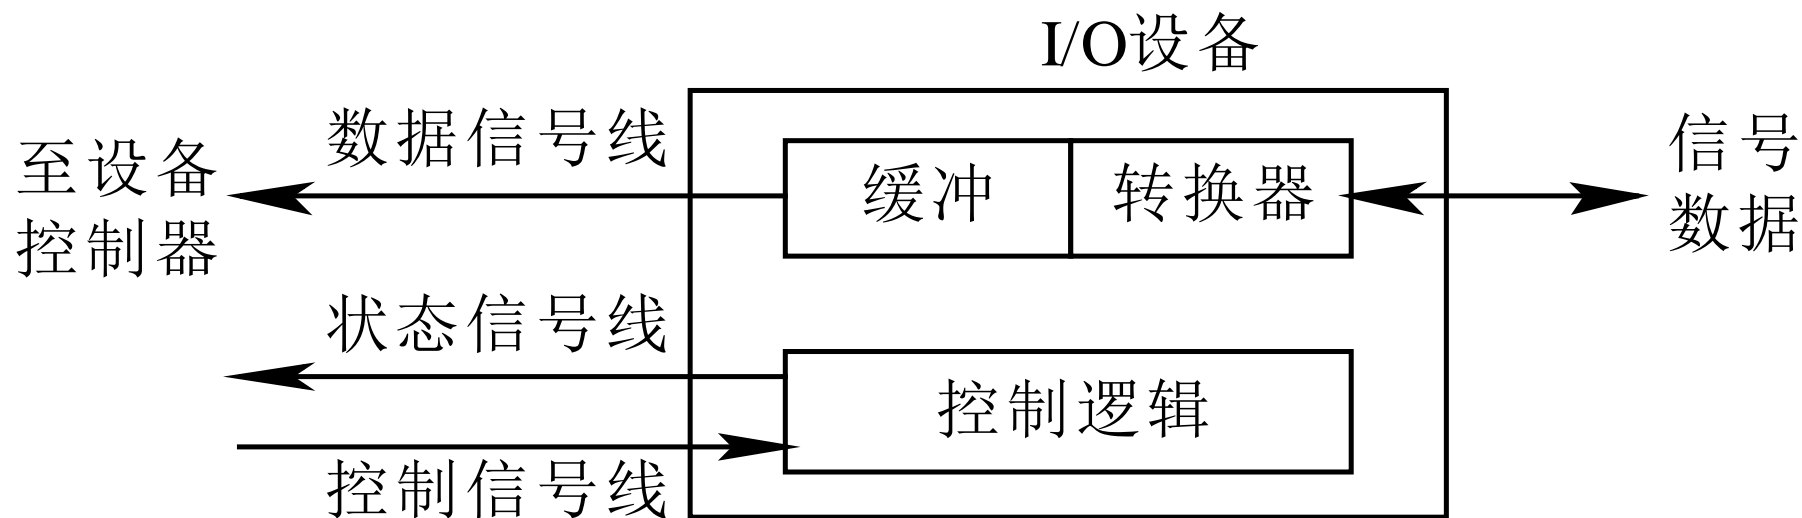 I/O设备
数据信号线
至设备
控制器
缓冲
转换器
信号
数据
状态信号线
控制逻辑
控制信号线